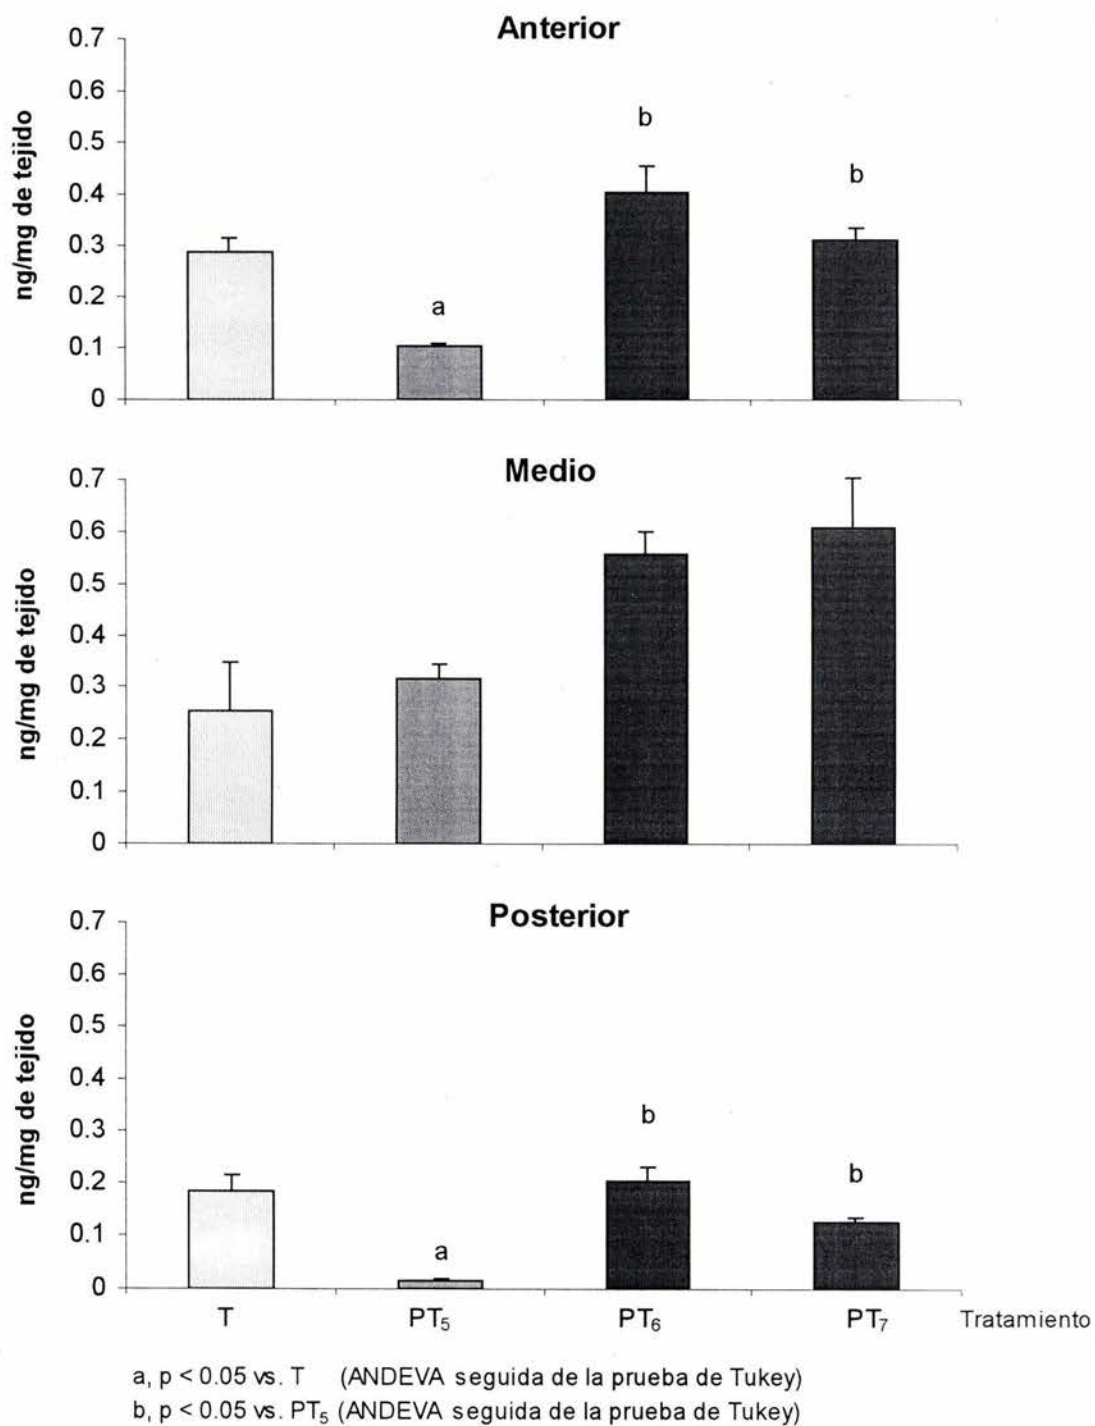 Anterior
ng/mg de tejido
0.7
0.6
0.5
0.4
0.3
0.2
0.1
0
a
b
b
Medio
ng/mg de tejido
0.7
0.6
0.5
0.4
0.3
0.2
0.1
0
Posterior
ng/mg de tejido
0.7
0.6
0.5
0.4
0.3
0.2
0.1
0
a
b
b
T PT₅ PT₆ PT₇ Tratamiento
a, p < 0.05 vs. T (ANDEVA seguida de la prueba de Tukey)
b, p < 0.05 vs. PT₅ (ANDEVA seguida de la prueba de Tukey)